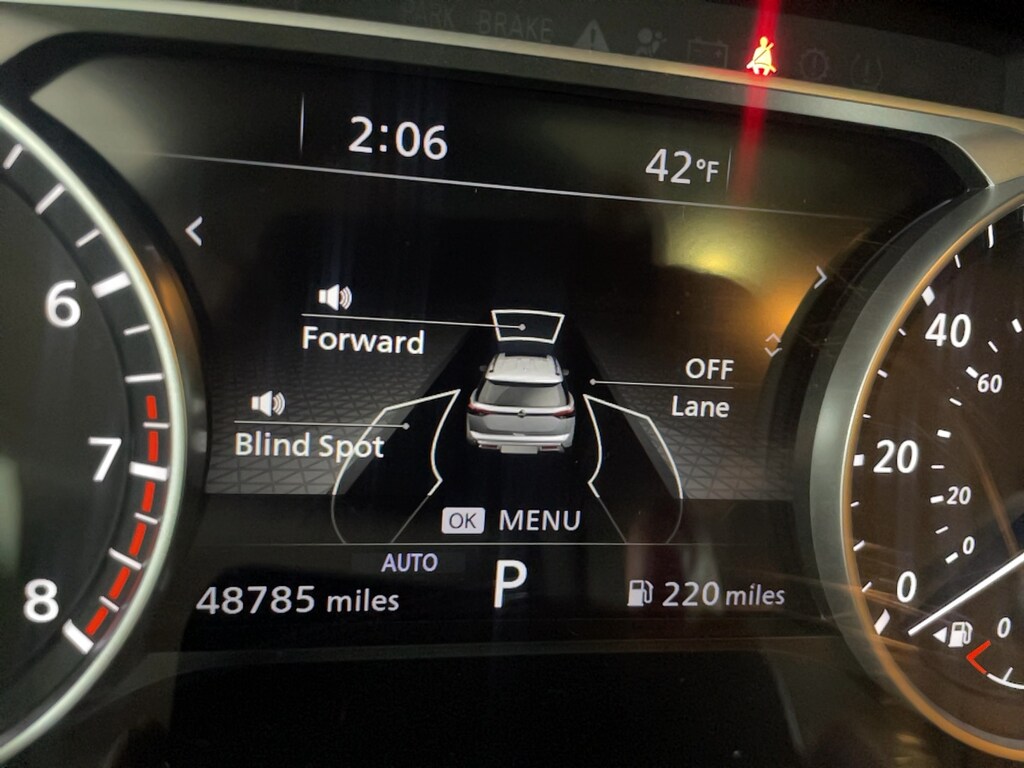 PARK BRAKE
2:06
42°F
Forward
OFF
Lane
Blind Spot
OK MENU
AUTO
48785 miles
P
220 miles
6
7
8
40
60
20
20
0
0
0